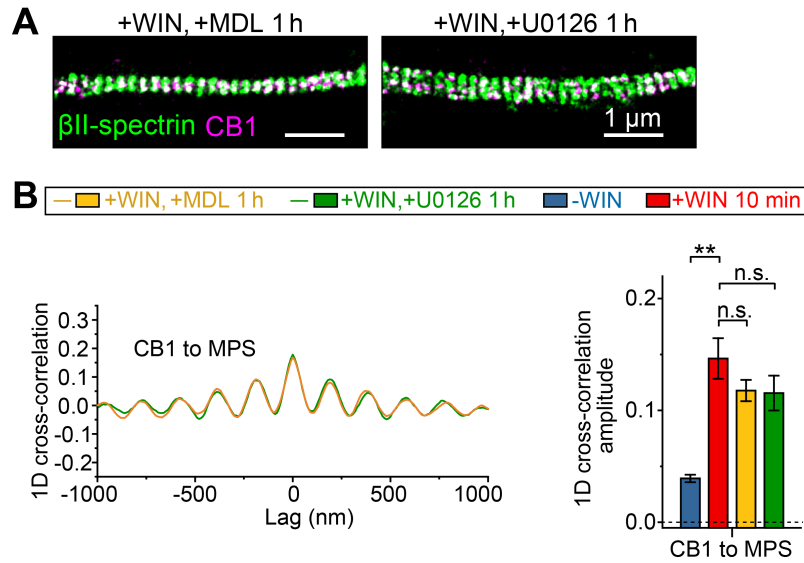 A
+WIN, +MDL 1 h
+WIN,+U0126 1 h
βII-spectrin CB1
1 μm
B
+WIN, +MDL 1 h
+WIN,+U0126 1 h
-WIN
+WIN 10 min
1D cross-correlation
0.3
0.2
0.1
0.0
-0.1
-0.2
CB1 to MPS
-1000
-500
0
500
1000
Lag (nm)
1D cross-correlation
amplitude
0.2
0.1
0.0
**
n.s.
n.s.
CB1 to MPS